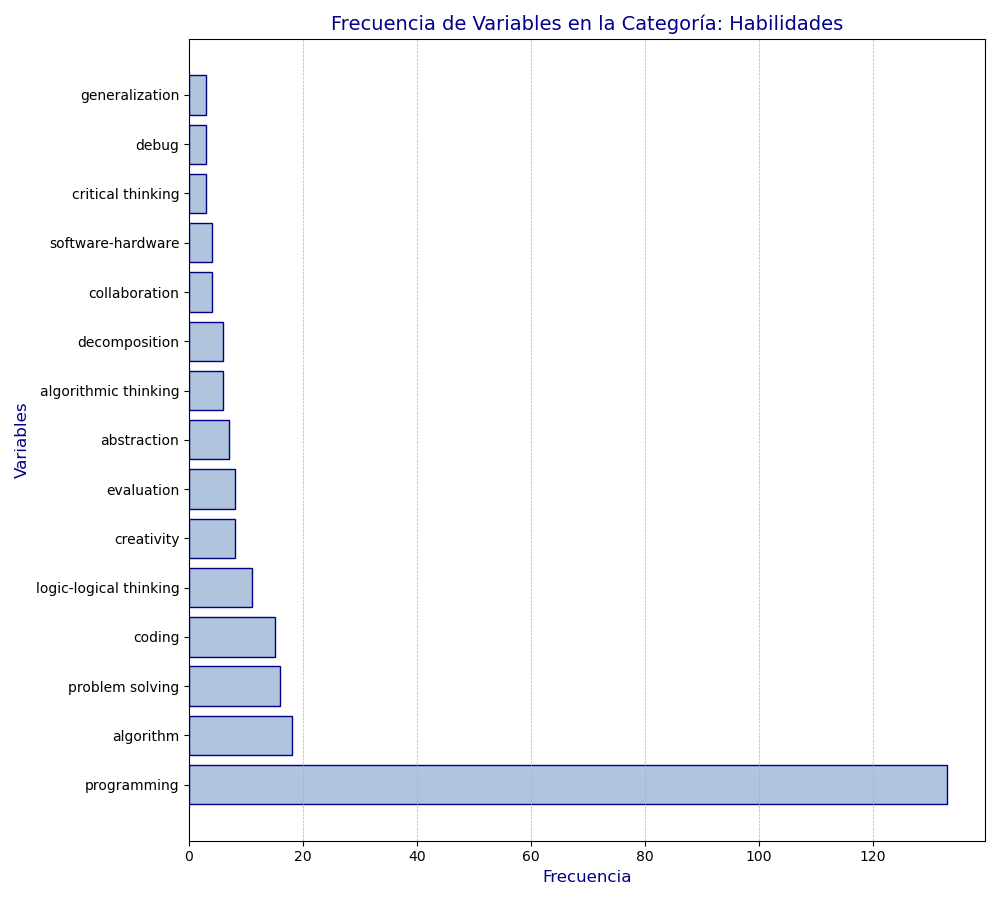 Frecuencia de Variables en la Categoría: Habilidades
generalization
debug
critical thinking
software-hardware
collaboration
decomposition
algorithmic thinking
abstraction
evaluation
creativity
logic-logical thinking
coding
problem solving
algorithm
programming
Variables
0 20 40 60 80 100 120
Frecuencia